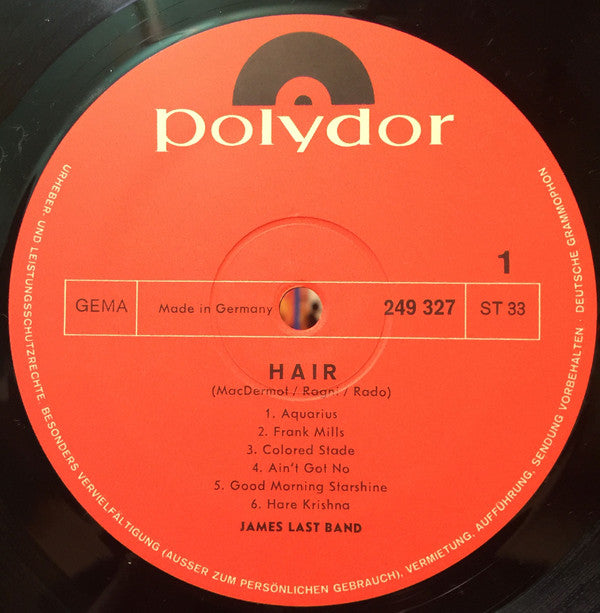 polydor
1
GEMA
Made in Germany
249 327
ST 33
HAIR
(MacDermot / Ragni / Rado)
1. Aquarius
2. Frank Mills
3. Colored Stade
4. Ain't Got No
5. Good Morning Starshine
6. Hare Krishna
JAMES LAST BAND
URHEBER- UND LEISTUNGSSCHUTZRECHTE, BESONDERS VERVIELFÄLTIGUNG (AUSSER ZUM PERSÖNLICHEN GEBRAUCH), VERMIETUNG, AUFFÜHRUNG, SENDUNG VORBEHALTEN · DEUTSCHE GRAMMOPHON